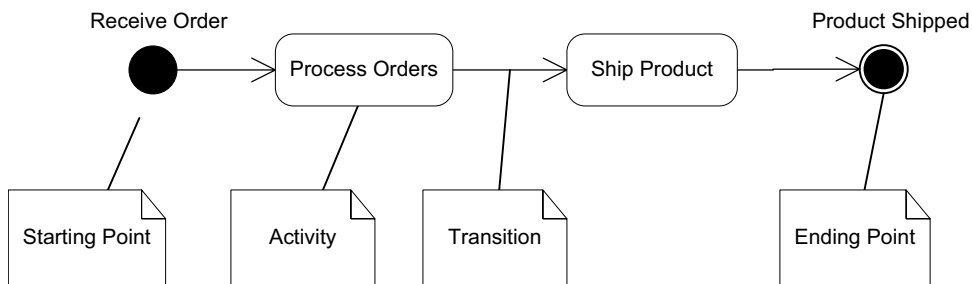 Receive Order
Product Shipped
Process Orders
Ship Product
Starting Point
Activity
Transition
Ending Point